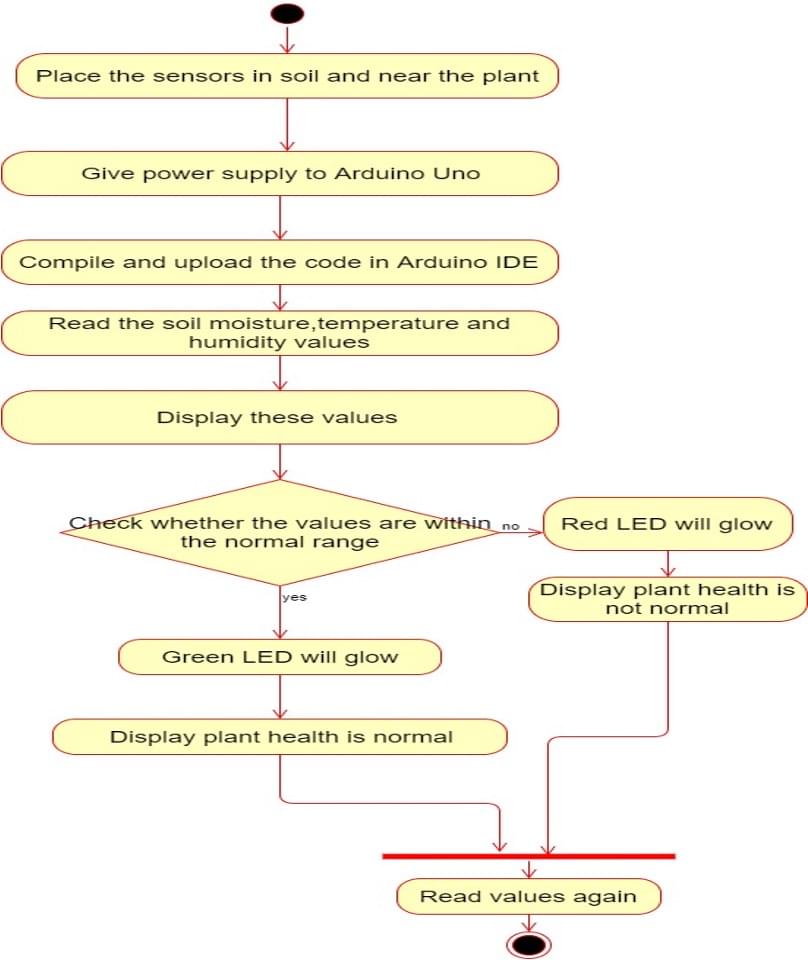 Place the sensors in soil and near the plant
Give power supply to Arduino Uno
Compile and upload the code in Arduino IDE
Read the soil moisture,temperature and
humidity values
Display these values
Check whether the values are within
the normal range
no
Red LED will glow
Display plant health is
not normal
yes
Green LED will glow
Display plant health is normal
Read values again